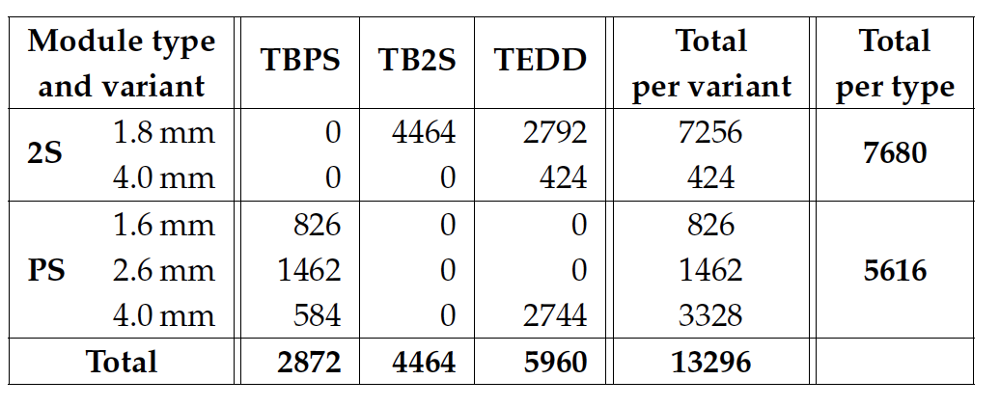 Module type and variant TBPS TB2S TEDD Total per variant Total per type
2S 1.8 mm 0 4464 2792 7256 7680
4.0 mm 0 0 424 424
PS 1.6 mm 826 0 0 826 5616
2.6 mm 1462 0 0 1462
4.0 mm 584 0 2744 3328
Total 2872 4464 5960 13296